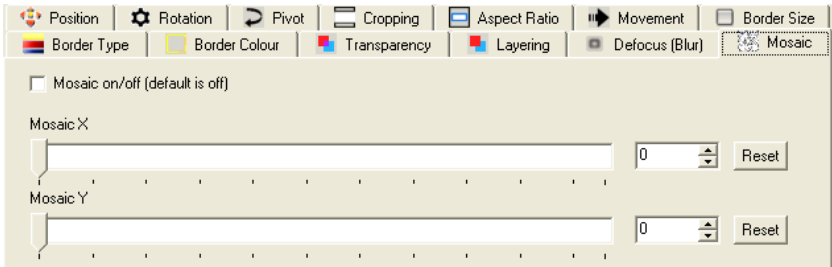 Position Rotation Pivot Cropping Aspect Ratio Movement Border Size
Border Type Border Colour Transparency Layering Defocus (Blur) Mosaic
Mosaic on/off (default is off)
Mosaic X
0 Reset
Mosaic Y
0 Reset